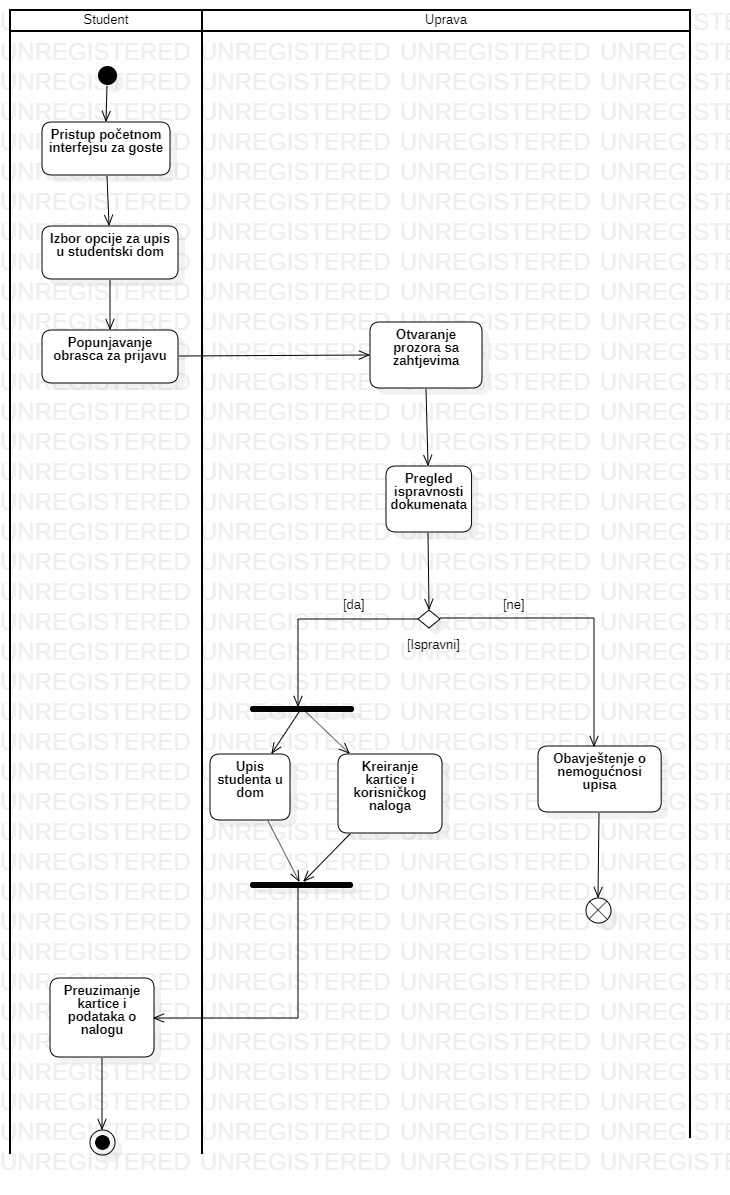 Student
Uprava
Pristup početnom
interfejsu za goste
Izbor opcije za upis
u studentski dom
Popunjavanje
obrasca za prijavu
Otvaranje
prozora sa
zahtjevima
Pregled
ispravnosti
dokumenata
[da]
[ne]
[Ispravni]
Upis
studenta u
dom
Kreiranje
kartice i
korisničkog
naloga
Obavještenje o
nemogućnosi
upisa
Preuzimanje
kartice i
podataka o
nalogu
UNREGISTERED